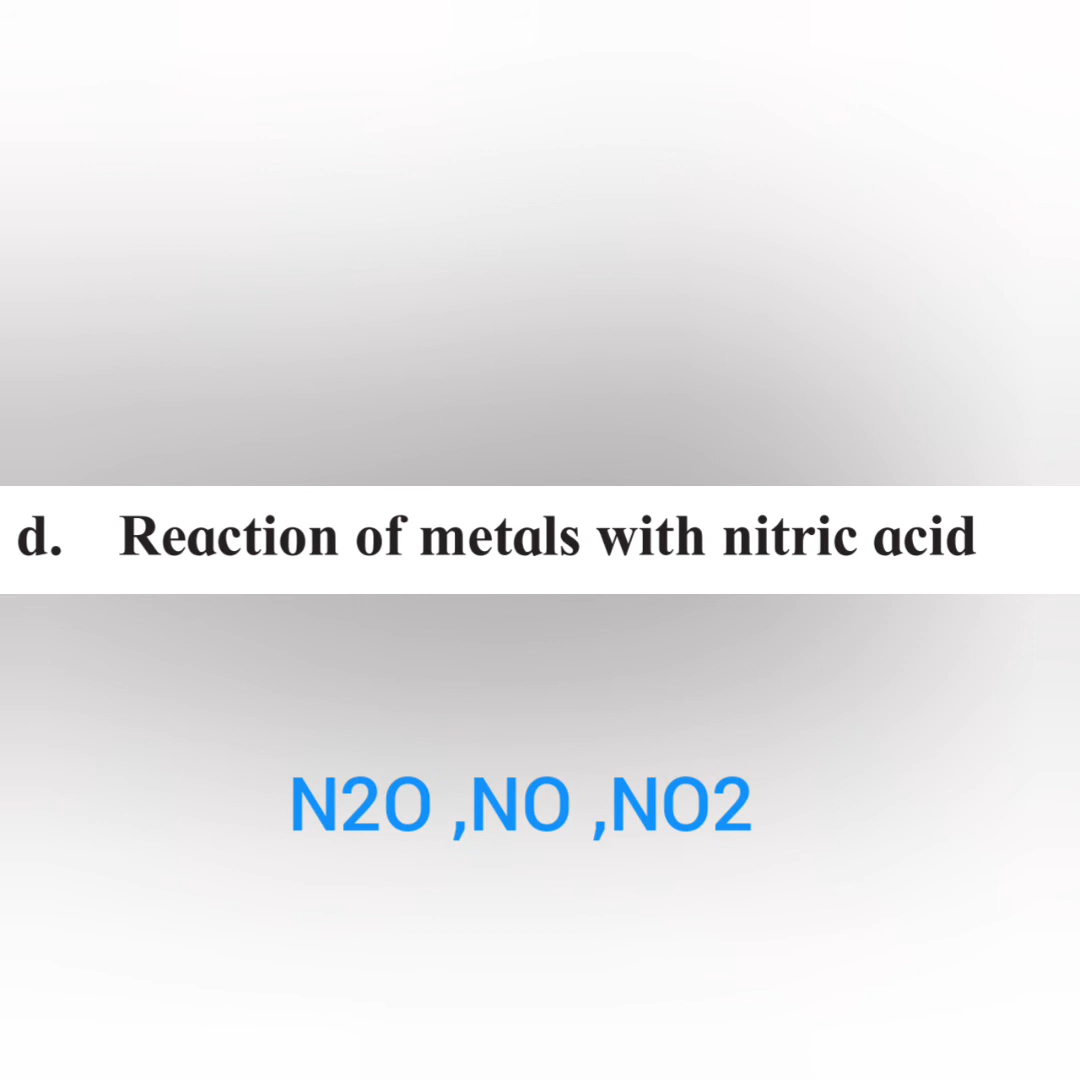 d. Reaction of metals with nitric acid
N2O ,NO ,NO2